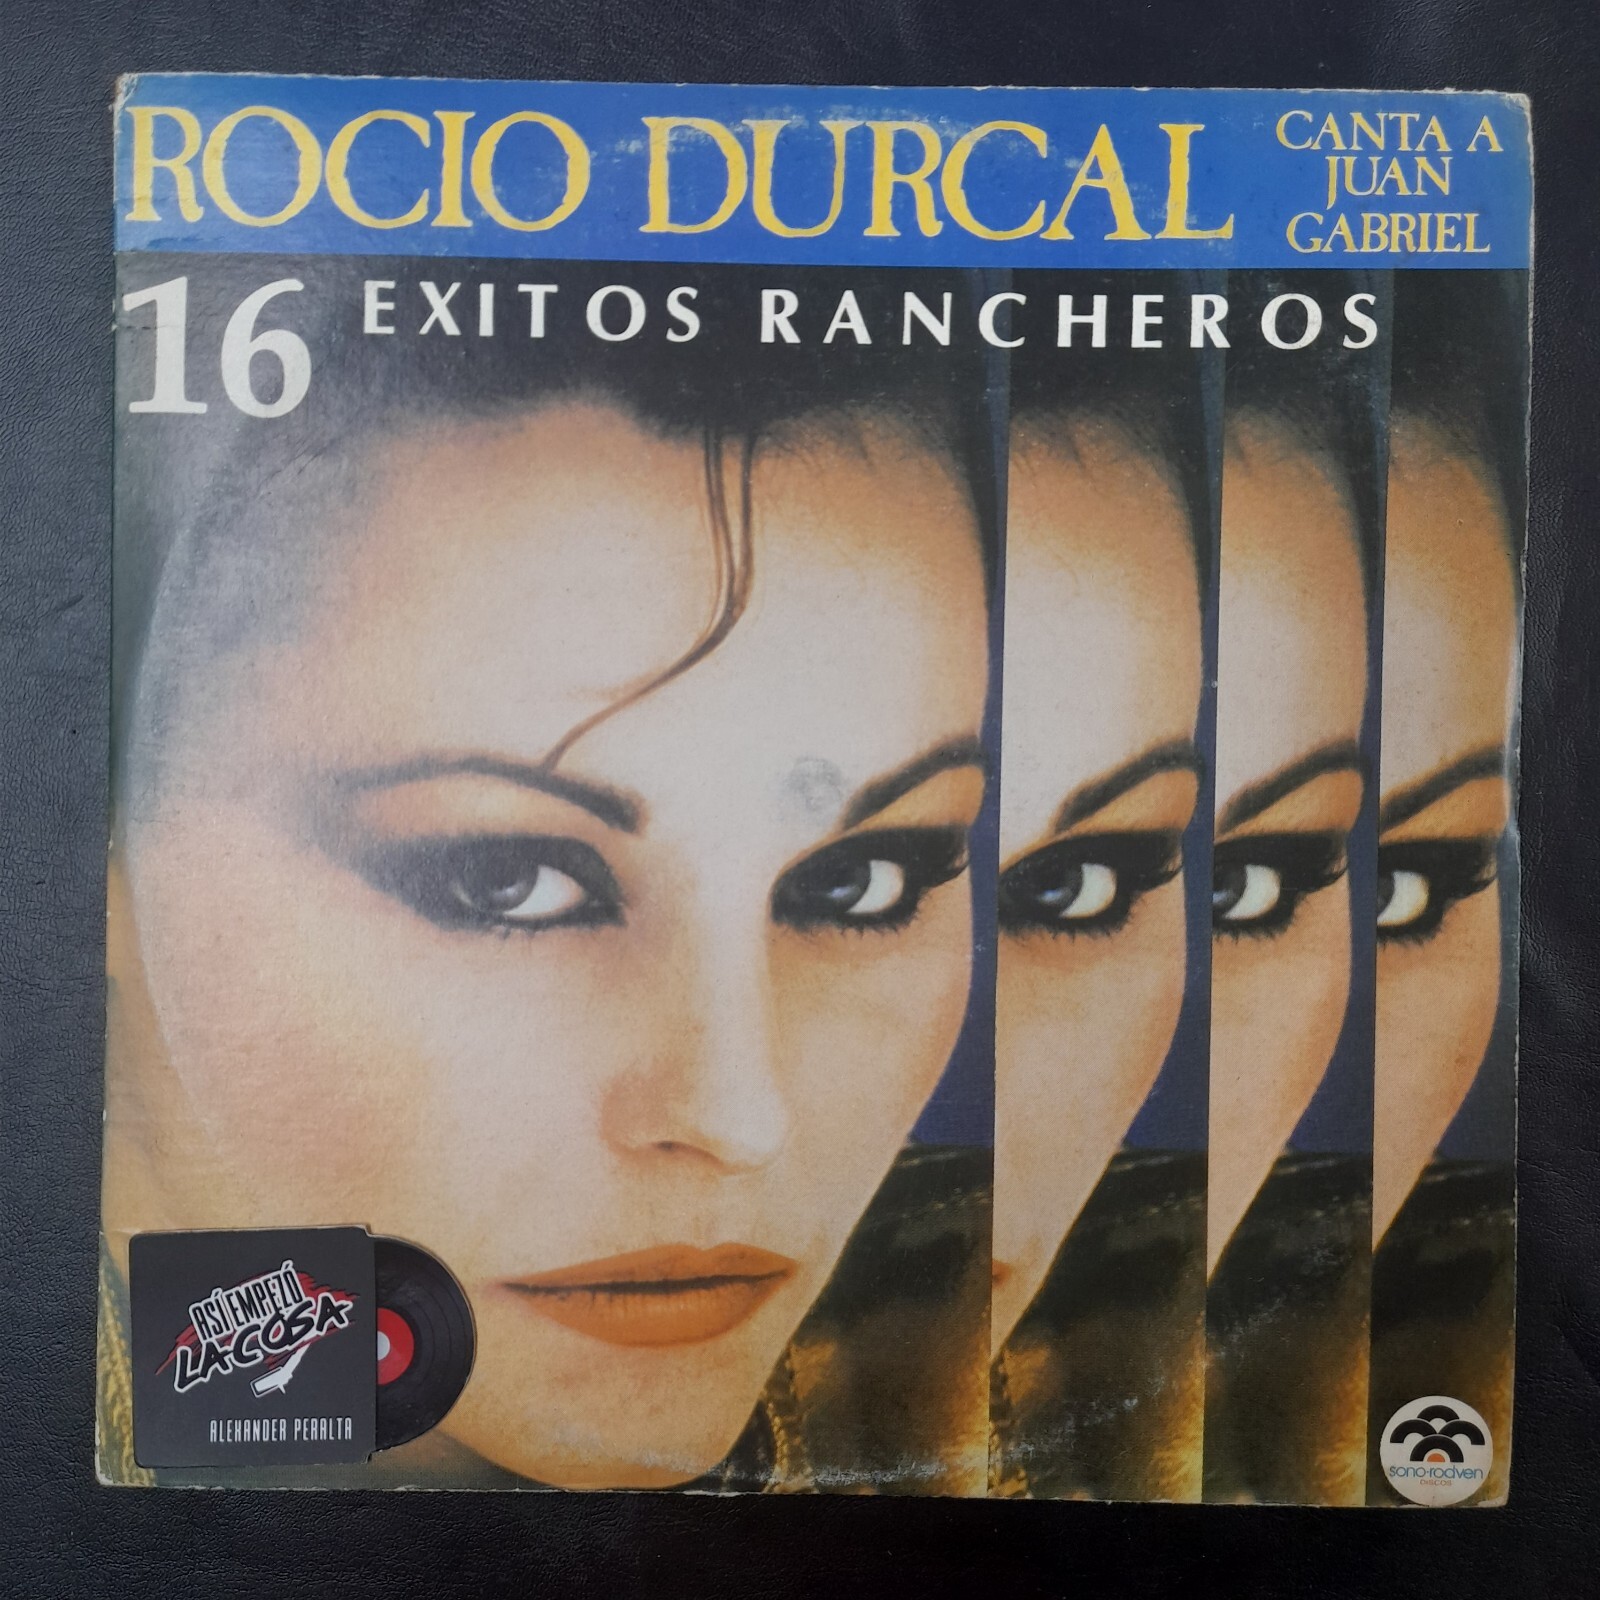 ROCIO DURCAL
CANTA A
JUAN
GABRIEL
16 EXITOS RANCHEROS
ASÍ EMPEZÓ
LA COSA
ALEXANDER PERALTA
sono-rodven
DISCOS